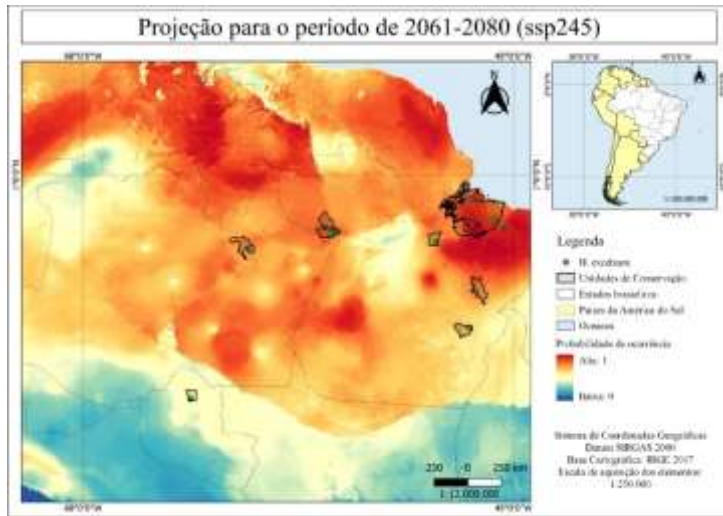 Projeção para o período de 2061-2080 (ssp245)
N
Legenda
Unidades de Conservação
Estados brasileiros
Países da América do Sul
Oceanos
Probabilidade de ocorrência
Alta: 1
Baixa: 0
Sistema de Coordenadas Geográficas
Datum SIRGAS 2000
Base Cartográfica: IBGE 2017
Escala de aquisição dos elementos
1:250.000
250 0 250 km
1:12.000.000